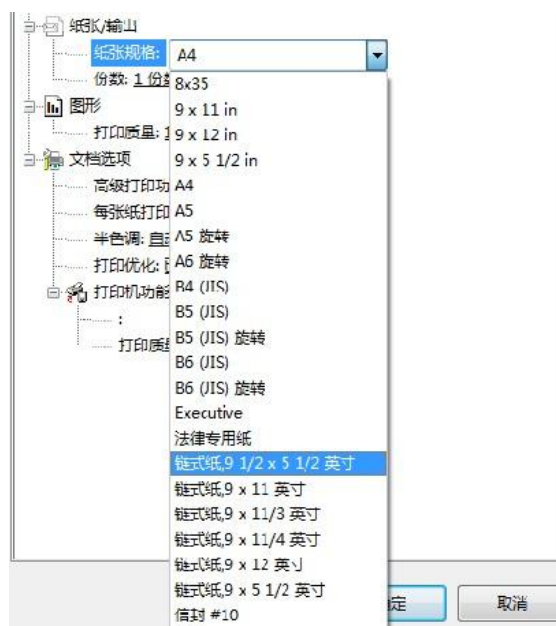 纸张/输出
纸张规格: A4
份数: 1 份
8x35
图形
9 x 11 in
打印质量:
9 x 12 in
文档选项
9 x 5 1/2 in
高级打印功
A4
每张纸打印
A5
半色调: 自
A5 旋转
打印优化:
A6 旋转
打印机功能
B4 (JIS)
:
B5 (JIS)
打印质量
B5 (JIS) 旋转
B6 (JIS)
B6 (JIS) 旋转
Executive
法律专用纸
链式纸,9 1/2 x 5 1/2 英寸
链式纸,9 x 11 英寸
链式纸,9 x 11/3 英寸
链式纸,9 x 11/4 英寸
链式纸,9 x 12 英寸
链式纸,9 x 5 1/2 英寸
信封 #10
定
取消